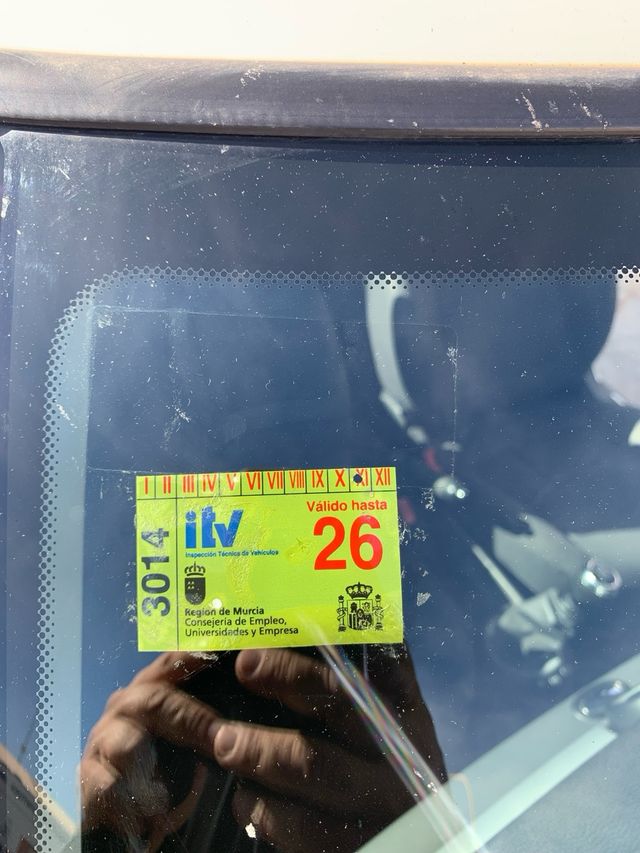 I II III IV V VI VII VIII IX X XI XII
3014
itv
Inspección Técnica de Vehículos
Válido hasta
26
Región de Murcia
Consejería de Empleo,
Universidades y Empresa